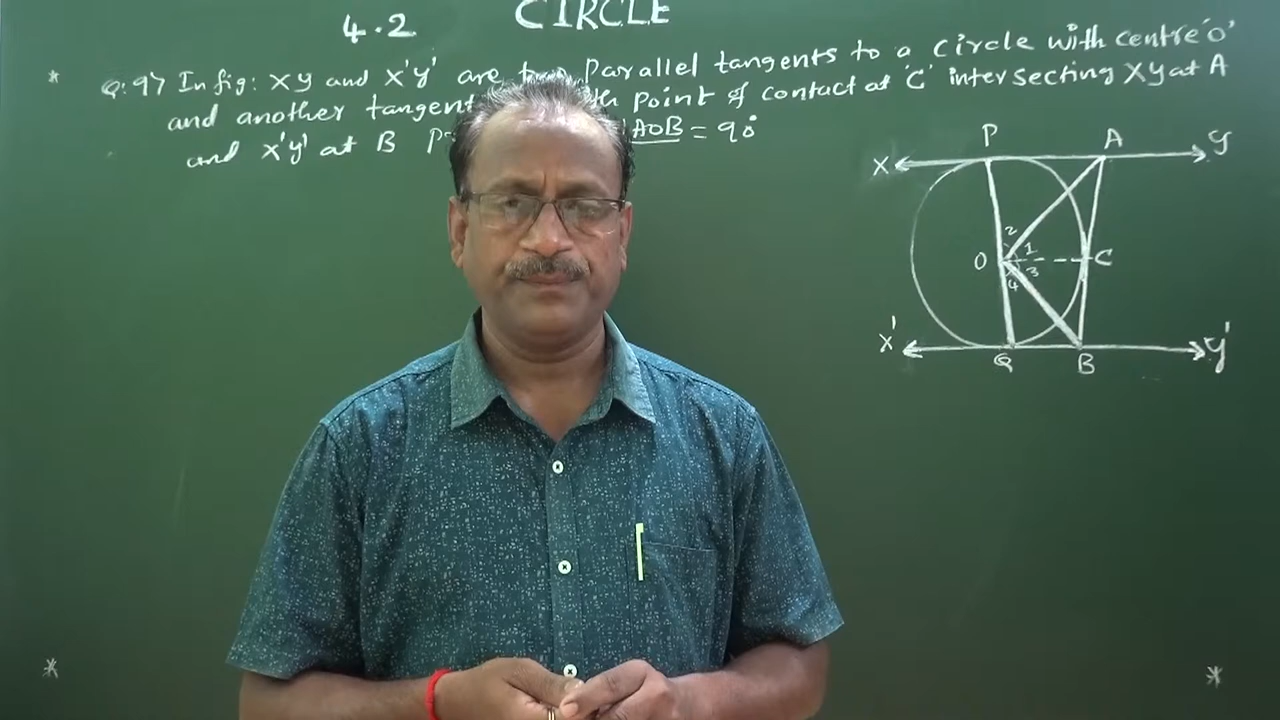 4.2 CIRCLE
* Q:97 In fig: XY and X'Y' are two parallel tangents to a circle with centre 'O'
and another tangent point of contact at 'C' intersecting XY at A
and X'Y' at B AOB = 90°
P A
X Y
2
O 1 C
3
4
X' Y'
Q B
* *